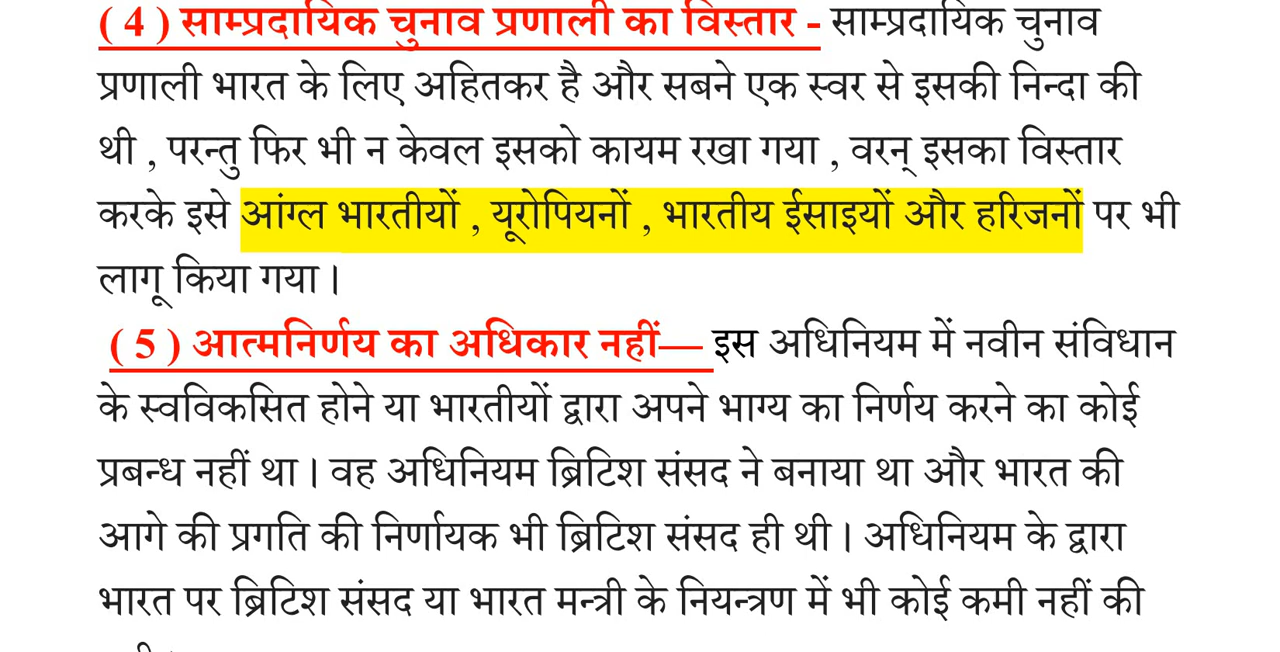 ( 4 ) साम्प्रदायिक चुनाव प्रणाली का विस्तार - साम्प्रदायिक चुनाव
प्रणाली भारत के लिए अहितकर है और सबने एक स्वर से इसकी निन्दा की
थी , परन्तु फिर भी न केवल इसको कायम रखा गया , वरन् इसका विस्तार
करके इसे आंग्ल भारतीयों , यूरोपियनों , भारतीय ईसाइयों और हरिजनों पर भी
लागू किया गया ।
( 5 ) आत्मनिर्णय का अधिकार नहीं— इस अधिनियम में नवीन संविधान
के स्वविकसित होने या भारतीयों द्वारा अपने भाग्य का निर्णय करने का कोई
प्रबन्ध नहीं था । वह अधिनियम ब्रिटिश संसद ने बनाया था और भारत की
आगे की प्रगति की निर्णायक भी ब्रिटिश संसद ही थी । अधिनियम के द्वारा
भारत पर ब्रिटिश संसद या भारत मन्त्री के नियन्त्रण में भी कोई कमी नहीं की